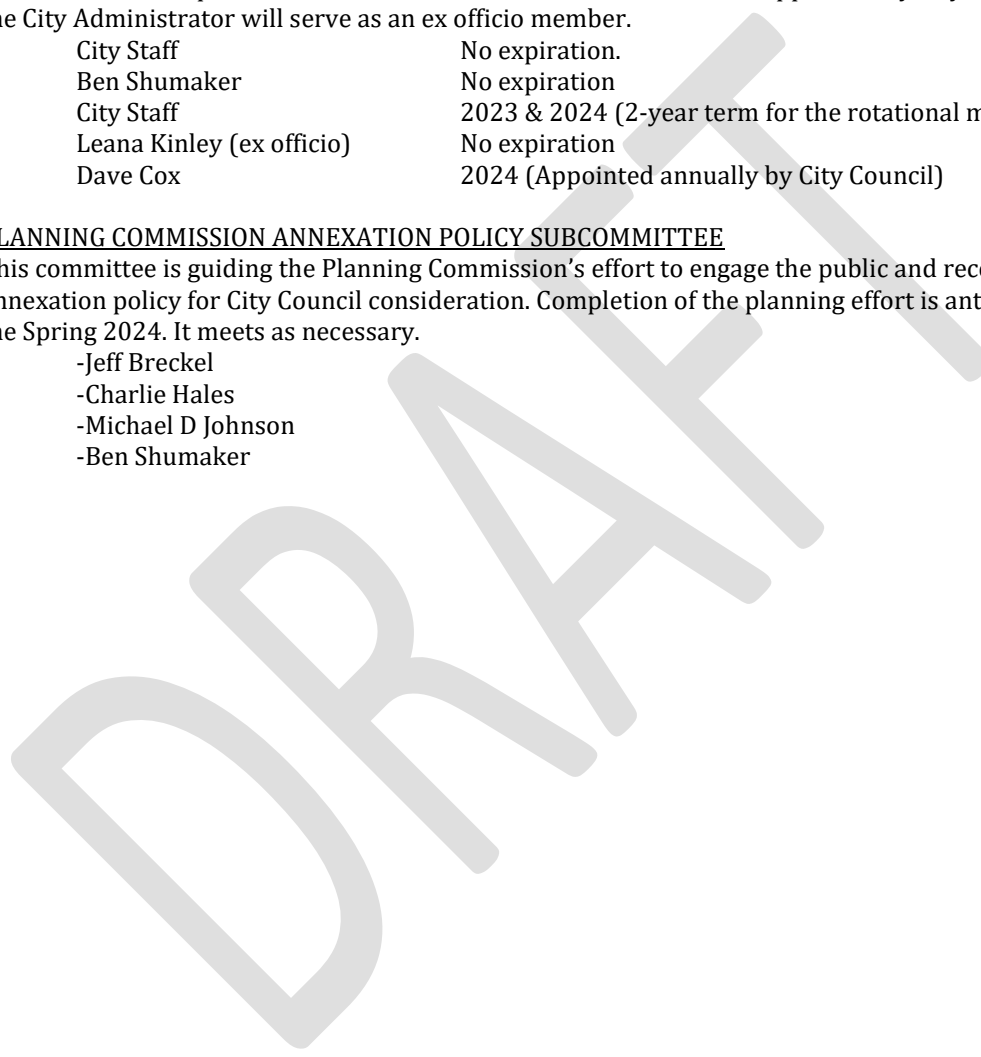 he City Administrator will serve as an ex officio member.
City Staff No expiration.
Ben Shumaker No expiration
City Staff 2023 & 2024 (2-year term for the rotational m
Leana Kinley (ex officio) No expiration
Dave Cox 2024 (Appointed annually by City Council)
LANNING COMMISSION ANNEXATION POLICY SUBCOMMITTEE
his committee is guiding the Planning Commission’s effort to engage the public and rec
nnexation policy for City Council consideration. Completion of the planning effort is ant
he Spring 2024. It meets as necessary.
-Jeff Breckel
-Charlie Hales
-Michael D Johnson
-Ben Shumaker
DRAFT